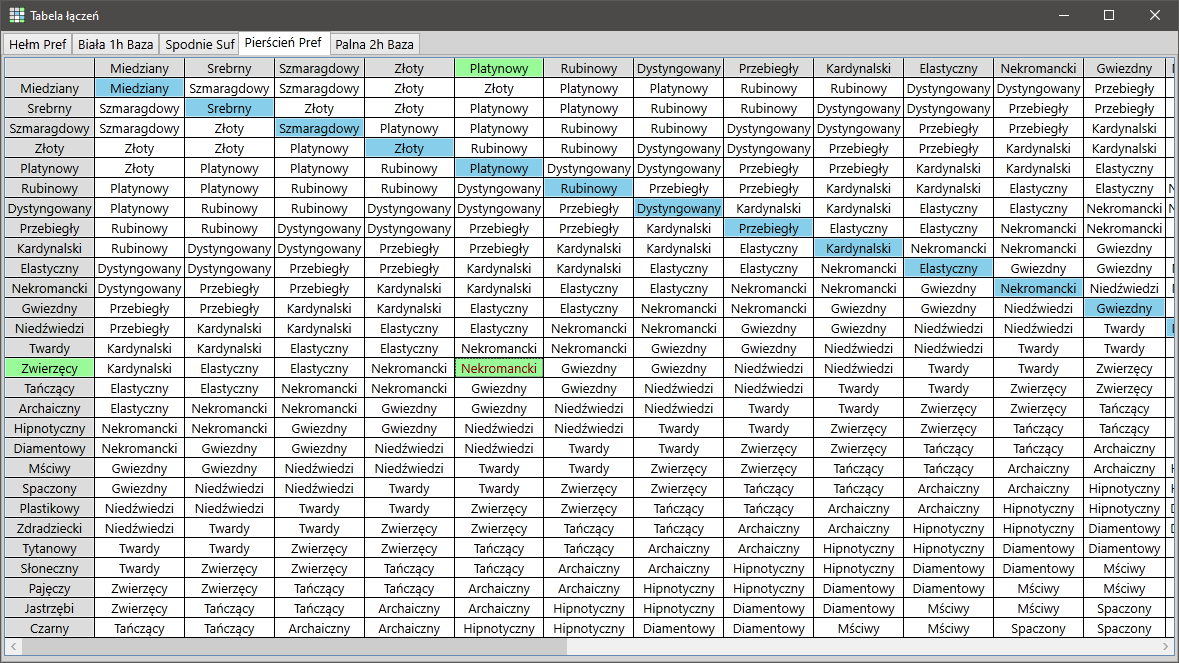 Tabela łączeń
Hełm Pref Biała 1h Baza Spodnie Suf Pierścień Pref Palna 2h Baza
Miedziany Srebrny Szmaragdowy Złoty Platynowy Rubinowy Dystyngowany Przebiegły Kardynalski Elastyczny Nekromancki Gwiezdny
Miedziany Miedziany Szmaragdowy Szmaragdowy Złoty Złoty Platynowy Platynowy Rubinowy Rubinowy Dystyngowany Dystyngowany Przebiegły
Srebrny Szmaragdowy Srebrny Złoty Złoty Platynowy Platynowy Rubinowy Rubinowy Dystyngowany Dystyngowany Przebiegły Przebiegły
Szmaragdowy Szmaragdowy Złoty Szmaragdowy Platynowy Platynowy Rubinowy Rubinowy Dystyngowany Dystyngowany Przebiegły Przebiegły Kardynalski
Złoty Złoty Złoty Platynowy Złoty Rubinowy Rubinowy Dystyngowany Dystyngowany Przebiegły Przebiegły Kardynalski Kardynalski
Platynowy Złoty Platynowy Platynowy Rubinowy Platynowy Dystyngowany Dystyngowany Przebiegły Przebiegły Kardynalski Kardynalski Elastyczny
Rubinowy Platynowy Platynowy Rubinowy Rubinowy Dystyngowany Rubinowy Przebiegły Przebiegły Kardynalski Kardynalski Elastyczny Elastyczny
Dystyngowany Platynowy Rubinowy Rubinowy Dystyngowany Dystyngowany Przebiegły Dystyngowany Kardynalski Kardynalski Elastyczny Elastyczny Nekromancki
Przebiegły Rubinowy Rubinowy Dystyngowany Dystyngowany Przebiegły Przebiegły Kardynalski Przebiegły Elastyczny Elastyczny Nekromancki Nekromancki
Kardynalski Rubinowy Dystyngowany Dystyngowany Przebiegły Przebiegły Kardynalski Kardynalski Elastyczny Kardynalski Nekromancki Nekromancki Gwiezdny
Elastyczny Dystyngowany Dystyngowany Przebiegły Przebiegły Kardynalski Kardynalski Elastyczny Elastyczny Nekromancki Elastyczny Gwiezdny Gwiezdny
Nekromancki Dystyngowany Przebiegły Przebiegły Kardynalski Kardynalski Elastyczny Elastyczny Nekromancki Nekromancki Gwiezdny Nekromancki Niedźwiedzi
Gwiezdny Przebiegły Przebiegły Kardynalski Kardynalski Elastyczny Elastyczny Nekromancki Nekromancki Gwiezdny Gwiezdny Niedźwiedzi Gwiezdny
Niedźwiedzi Przebiegły Kardynalski Kardynalski Elastyczny Elastyczny Nekromancki Nekromancki Gwiezdny Gwiezdny Niedźwiedzi Niedźwiedzi Twardy
Twardy Kardynalski Kardynalski Elastyczny Elastyczny Nekromancki Nekromancki Gwiezdny Gwiezdny Niedźwiedzi Niedźwiedzi Twardy Twardy
Zwierzęcy Kardynalski Elastyczny Elastyczny Nekromancki Nekromancki Gwiezdny Gwiezdny Niedźwiedzi Niedźwiedzi Twardy Twardy Zwierzęcy
Tańczący Elastyczny Elastyczny Nekromancki Nekromancki Gwiezdny Gwiezdny Niedźwiedzi Niedźwiedzi Twardy Twardy Zwierzęcy Zwierzęcy
Archaiczny Elastyczny Nekromancki Nekromancki Gwiezdny Gwiezdny Niedźwiedzi Niedźwiedzi Twardy Twardy Zwierzęcy Zwierzęcy Tańczący
Hipnotyczny Nekromancki Nekromancki Gwiezdny Gwiezdny Niedźwiedzi Niedźwiedzi Twardy Twardy Zwierzęcy Zwierzęcy Tańczący Tańczący
Diamentowy Nekromancki Gwiezdny Gwiezdny Niedźwiedzi Niedźwiedzi Twardy Twardy Zwierzęcy Zwierzęcy Tańczący Tańczący Archaiczny
Mściwy Gwiezdny Gwiezdny Niedźwiedzi Niedźwiedzi Twardy Twardy Zwierzęcy Zwierzęcy Tańczący Tańczący Archaiczny Archaiczny
Spaczony Gwiezdny Niedźwiedzi Niedźwiedzi Twardy Twardy Zwierzęcy Zwierzęcy Tańczący Tańczący Archaiczny Archaiczny Hipnotyczny
Plastikowy Niedźwiedzi Niedźwiedzi Twardy Twardy Zwierzęcy Zwierzęcy Tańczący Tańczący Archaiczny Archaiczny Hipnotyczny Hipnotyczny
Zdradziecki Niedźwiedzi Twardy Twardy Zwierzęcy Zwierzęcy Tańczący Tańczący Archaiczny Archaiczny Hipnotyczny Hipnotyczny Diamentowy
Tytanowy Twardy Twardy Zwierzęcy Zwierzęcy Tańczący Tańczący Archaiczny Archaiczny Hipnotyczny Hipnotyczny Diamentowy Diamentowy
Słoneczny Twardy Zwierzęcy Zwierzęcy Tańczący Tańczący Archaiczny Archaiczny Hipnotyczny Hipnotyczny Diamentowy Diamentowy Mściwy
Pajęczy Zwierzęcy Zwierzęcy Tańczący Tańczący Archaiczny Archaiczny Hipnotyczny Hipnotyczny Diamentowy Diamentowy Mściwy Mściwy
Jastrzębi Zwierzęcy Tańczący Tańczący Archaiczny Archaiczny Hipnotyczny Hipnotyczny Diamentowy Diamentowy Mściwy Mściwy Spaczony
Czarny Tańczący Tańczący Archaiczny Archaiczny Hipnotyczny Hipnotyczny Diamentowy Diamentowy Mściwy Mściwy Spaczony Spaczony